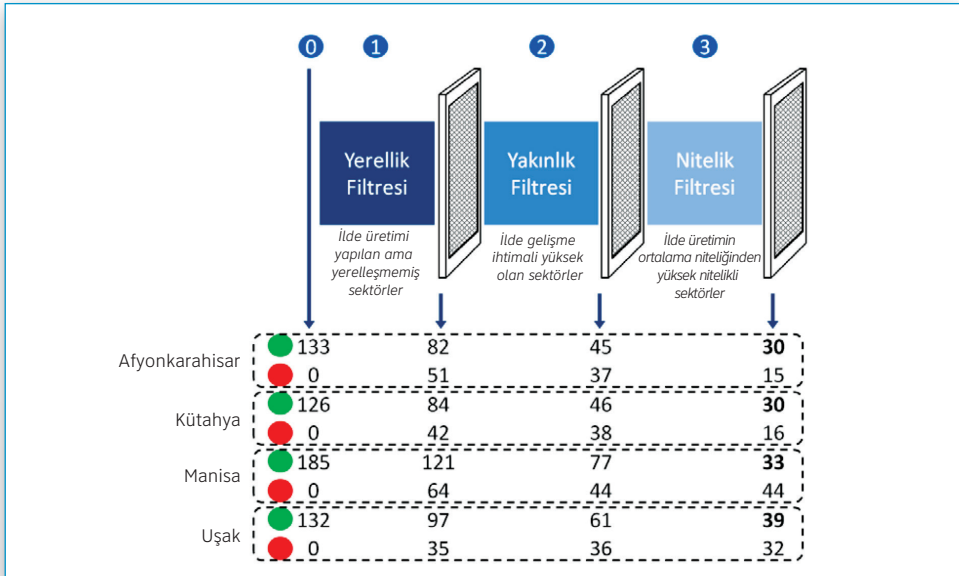 0 1 2 3
Yerellik
Filtresi
Yakınlık
Filtresi
Nitelik
Filtresi
İlde üretimi
yapılan ama
yerelleşmemiş
sektörler
İlde gelişme
ihtimali yüksek
olan sektörler
İlde üretimin
ortalama niteliğinden
yüksek nitelikli
sektörler
Afyonkarahisar
133 82 45 30
0 51 37 15
Kütahya
126 84 46 30
0 42 38 16
Manisa
185 121 77 33
0 64 44 44
Uşak
132 97 61 39
0 35 36 32